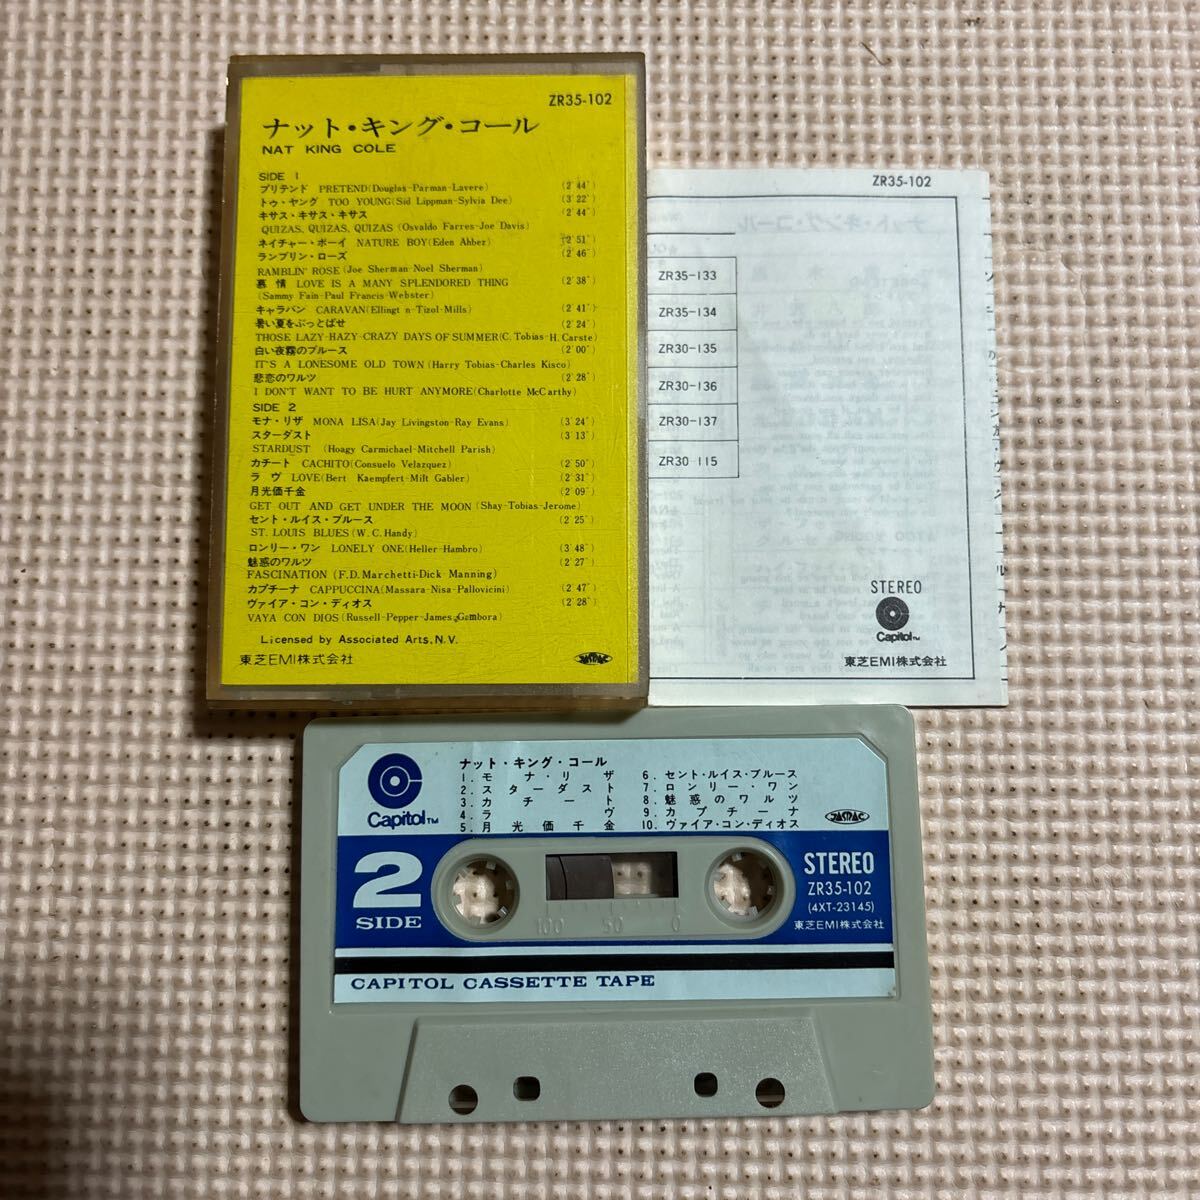 ZR35-102
ナット・キング・コール
NAT KING COLE
SIDE 1
プリテンド PRETEND(Douglas-Parman-Lavere) (2'44")
トゥ・ヤング TOO YOUNG(Sid Lippman-Sylvia Dee) (3'22")
キサス・キサス・キサス (2'44")
QUIZAS, QUIZAS, QUIZAS (Osvaldo Farres-Joe Davis)
ネイチャー・ボーイ NATURE BOY(Eden Ahbez) (2'51")
ランブリン・ローズ (2'46")
RAMBLIN' ROSE(Joe Sherman-Noel Sherman)
慕情 LOVE IS A MANY SPLENDORED THING (2'38")
(Sammy Fain-Paul Francis-Webster)
キャラバン CARAVAN(Ellingt n-Tizol-Mills) (2'41")
暑い夏をぶっとばせ (2'24")
THOSE LAZY-HAZY-CRAZY DAYS OF SUMMER(C. Tobias-H. Carste)
白い夜霧のブルース (2'00")
IT'S A LONESOME OLD TOWN (Harry Tobias-Charles Kisco)
悲恋のワルツ (2'28")
I DON'T WANT TO BE HURT ANYMORE(Charlotte McCarthy)
SIDE 2
モナ・リザ MONA LISA(Jay Livingston-Ray Evans) (3'24")
スターダスト (3'13")
STARDUST (Hoagy Carmichael-Mitchell Parish)
カチート CACHITO(Consuelo Velazquez) (2'50")
ラヴ LOVE(Bert Kaempfert-Milt Gabler) (2'31")
月光価千金 (2'09")
GET OUT AND GET UNDER THE MOON(Shay-Tobias-Jerome)
セント・ルイス・ブルース (2'25")
ST. LOUIS BLUES(W.C. Handy)
ロンリー・ワン LONELY ONE(Heller-Hambro) (3'48")
魅惑のワルツ (2'27")
FASCINATION (F.D. Marchetti-Dick Manning)
カプチーナ CAPPUCCINA(Massara-Nisa-Pallovicini) (2'47")
ヴァイア・コン・ディオス (2'28")
VAYA CON DIOS(Russell-Pepper-James, Gambora)
Licensed by Associated Arts, N.V.
東芝EMI株式会社
JASRAC
ZR35-102
ZR35-133
ZR35-134
ZR30-135
ZR30-136
ZR30-137
ZR30 115
STEREO
Capitol™
東芝EMI株式会社
Capitol™
ナット・キング・コール
1. モナ・リザ
2. スターダスト
3. カチート
4. ラヴ
5. 月光価千金
6. セント・ルイス・ブルース
7. ロンリー・ワン
8. 魅惑のワルツ
9. カプチーナ
10. ヴァイア・コン・ディオス
JASRAC
2
SIDE
100 50 0
STEREO
ZR35-102
(4XT-23145)
東芝EMI株式会社
CAPITOL CASSETTE TAPE